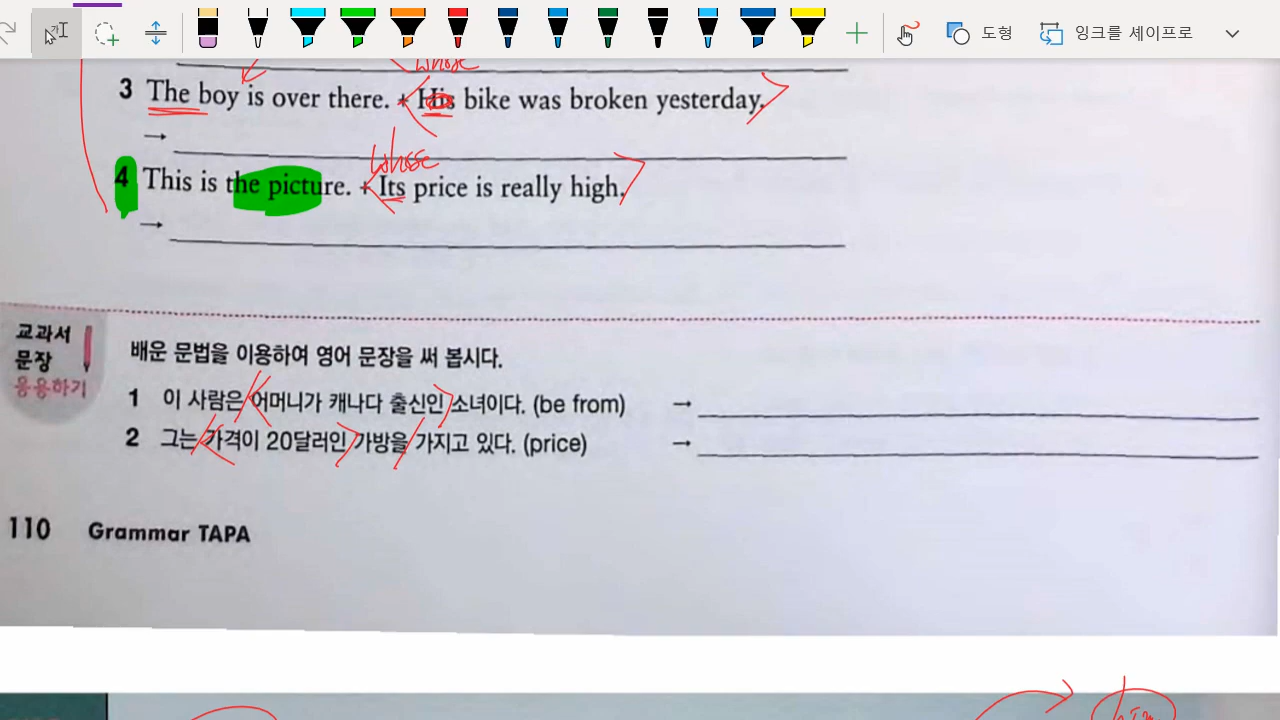 도형
잉크를 셰이프로
whose
3 The boy is over there. + His bike was broken yesterday.
→
whose
4 This is the picture. + Its price is really high.
→
교과서
문장
응용하기
배운 문법을 이용하여 영어 문장을 써 봅시다.
1 이 사람은 어머니가 캐나다 출신인 소녀이다. (be from) →
2 그는 가격이 20달러인 가방을 가지고 있다. (price) →
110 Grammar TAPA